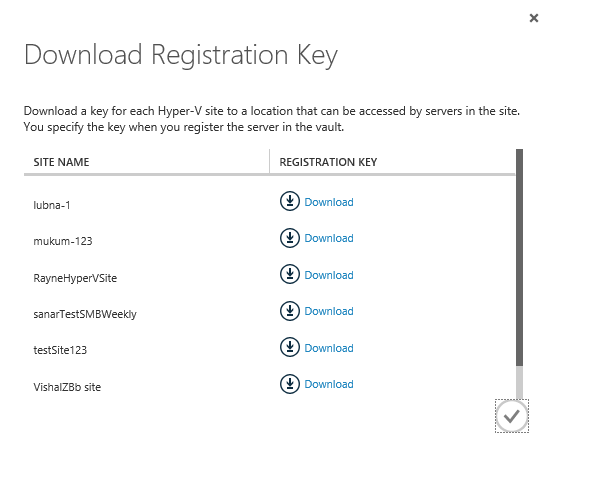 Download Registration Key
Download a key for each Hyper-V site to a location that can be accessed by servers in the site.
You specify the key when you register the server in the vault.
SITE NAME REGISTRATION KEY
lubna-1 Download
mukum-123 Download
RayneHyperVSite Download
sanarTestSMBWeekly Download
testSite123 Download
VishalZBb site Download